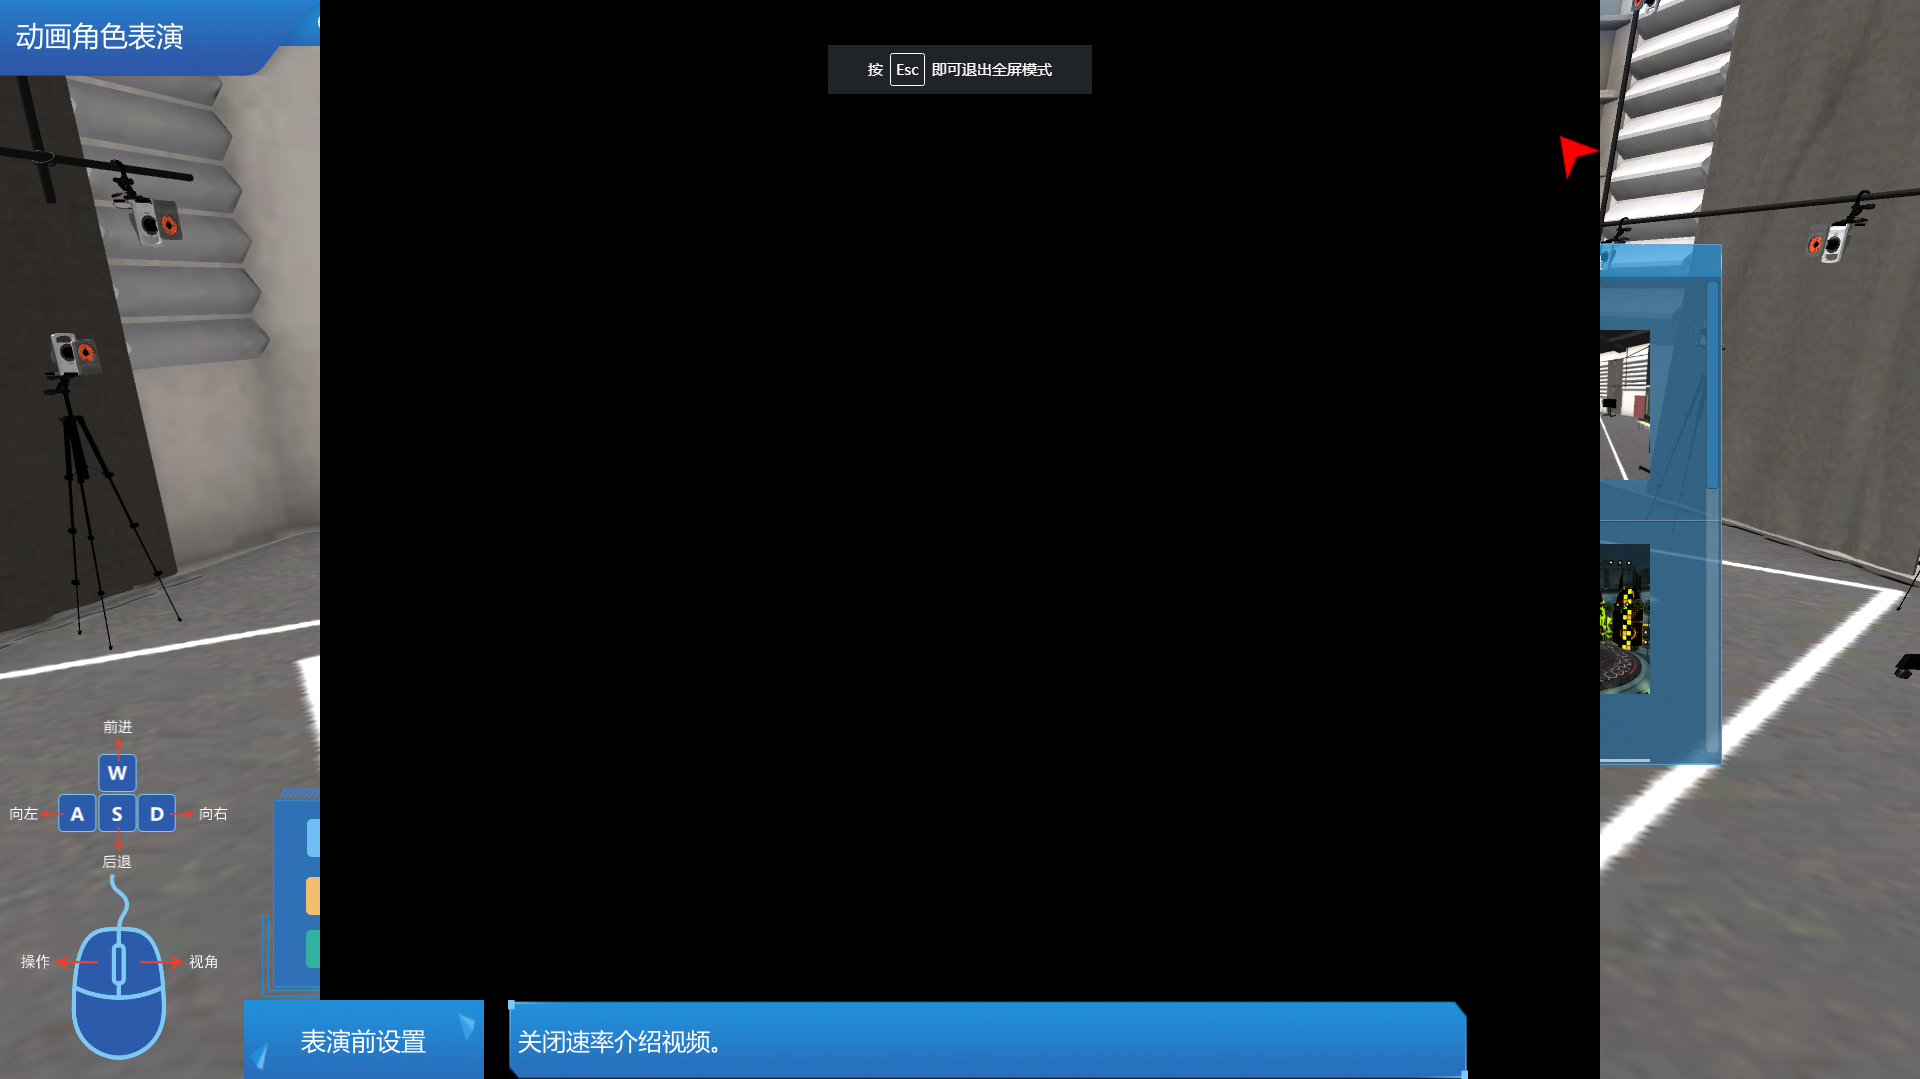 动画角色表演
按 Esc 即可退出全屏模式
前进
W
向左 A S D 向右
后退
操作 视角
表演前设置
关闭速率介绍视频。